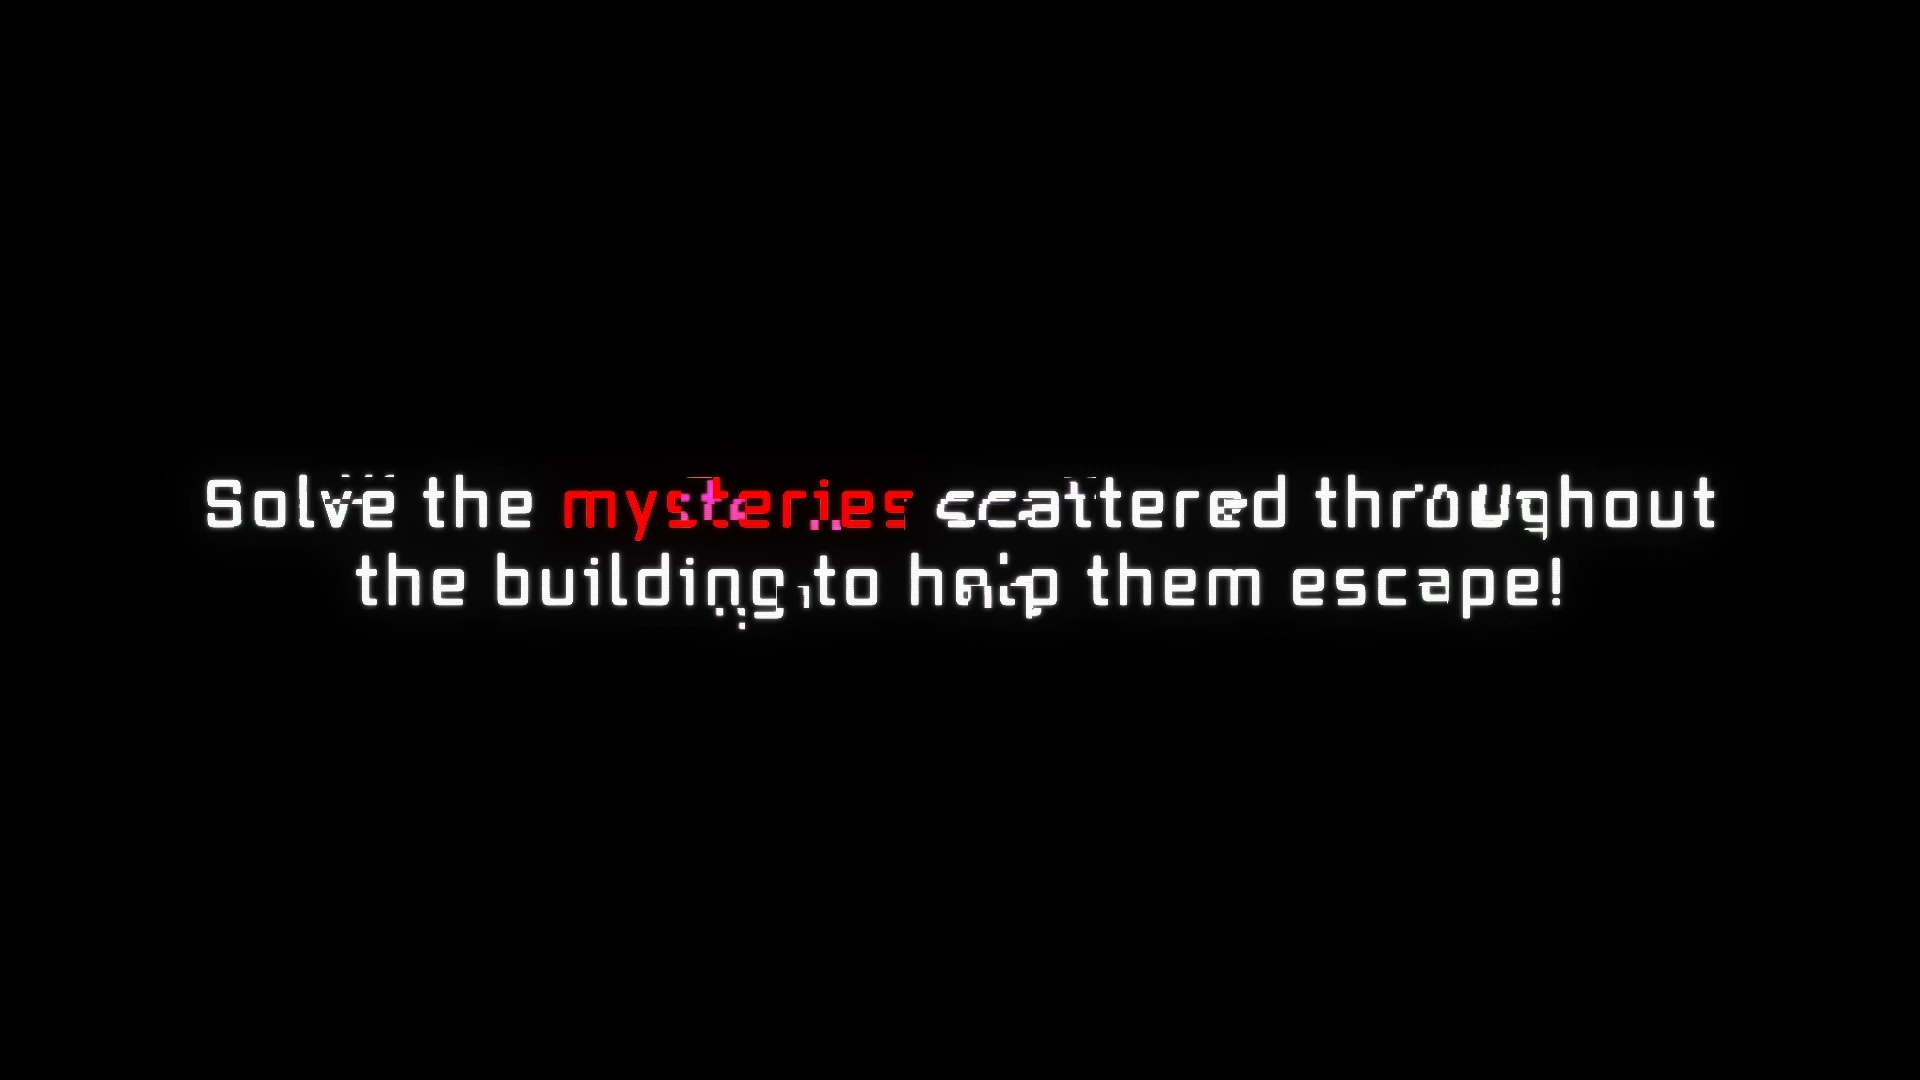 Solve the mysteries scattered throughout
the building to help them escape!